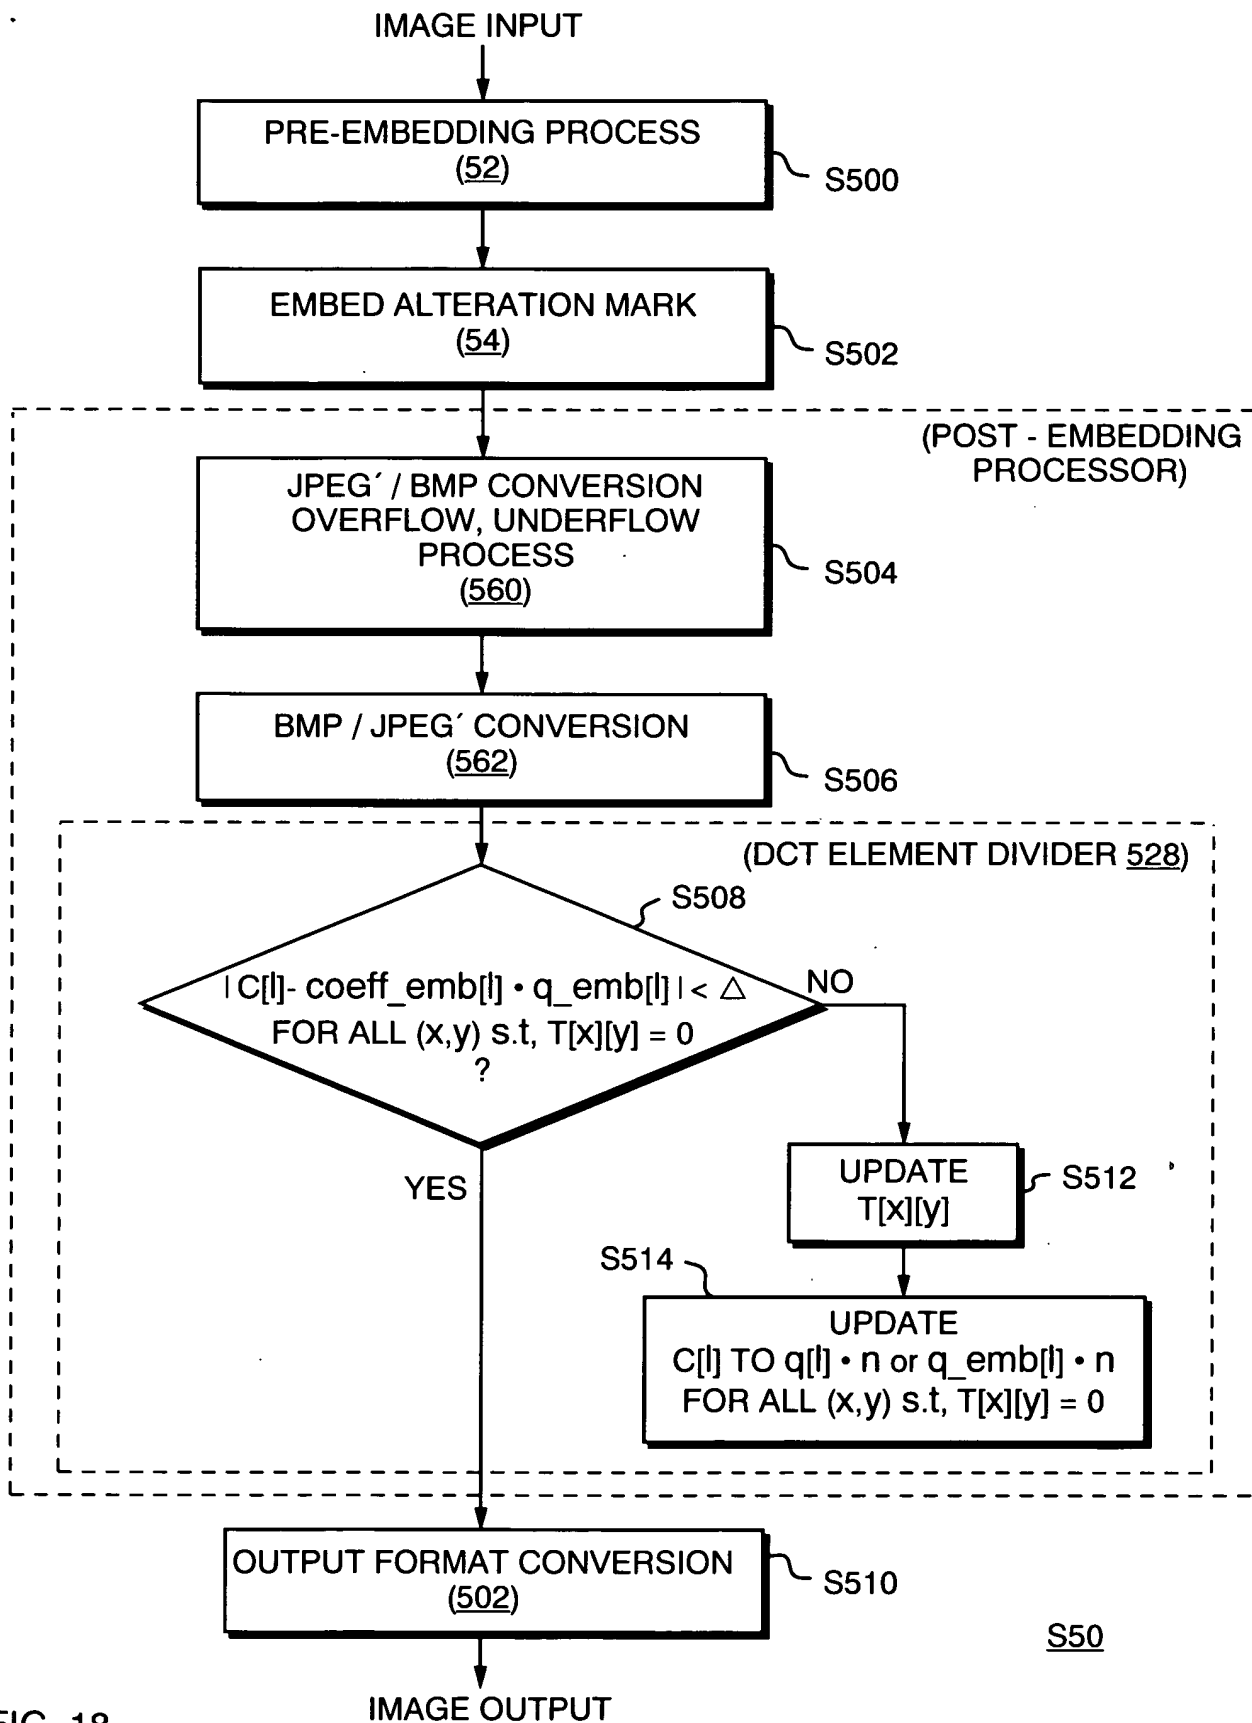 IMAGE INPUT
PRE-EMBEDDING PROCESS
(52)
S500
EMBED ALTERATION MARK
(54)
S502
(POST - EMBEDDING
PROCESSOR)
JPEG´ / BMP CONVERSION
OVERFLOW, UNDERFLOW
PROCESS
(560)
S504
BMP / JPEG´ CONVERSION
(562)
S506
(DCT ELEMENT DIVIDER 528)
S508
| C[l]- coeff_emb[l] • q_emb[l] | < △
FOR ALL (x,y) s.t, T[x][y] = 0
?
NO
YES
UPDATE
T[x][y]
S512
S514
UPDATE
C[l] TO q[l] • n or q_emb[l] • n
FOR ALL (x,y) s.t, T[x][y] = 0
OUTPUT FORMAT CONVERSION
(502)
S510
S50
IMAGE OUTPUT
FIG. 18